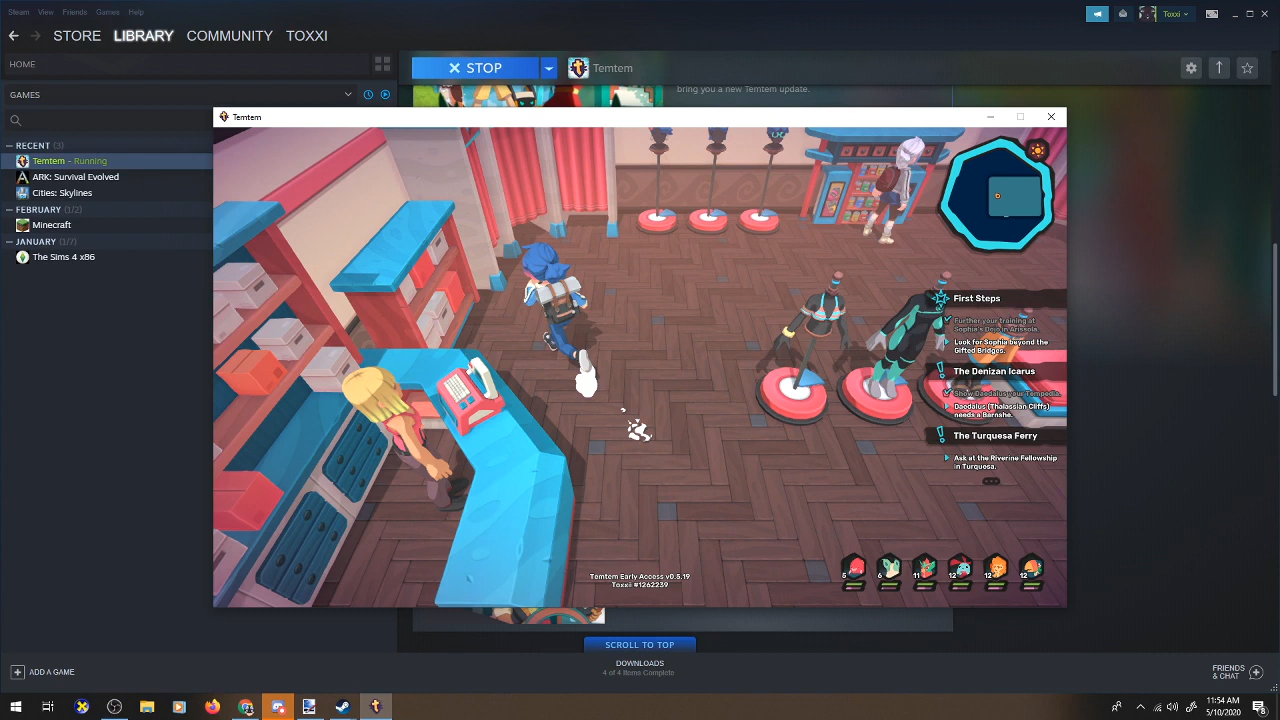 Steam View Friends Games Help
Toxxi
STORE LIBRARY COMMUNITY TOXXI
HOME
STOP
Temtem
GAMES
bring you a new Temtem update.
Temtem
RECENT (3)
Temtem - Running
ARK: Survival Evolved
Cities: Skylines
FEBRUARY (1/2)
Minecraft
JANUARY (1/7)
The Sims 4 x86
First Steps
Further your training at
Sophia's Dojo in Arissola.
Look for Sophia beyond the
Gifted Bridges.
The Denizan Icarus
Show Daedalus your Tempedia.
Daedalus (Thalassian Cliffs)
needs a Barnshe.
The Turquesa Ferry
Ask at the Riverine Fellowship
in Turquesa.
5 6 11 12 12 12
Temtem Early Access v0.5.19
Toxxii #1262239
SCROLL TO TOP
ADD A GAME
DOWNLOADS
4 of 4 Items Complete
FRIENDS
& CHAT
11:54 AM
5/10/2020
8